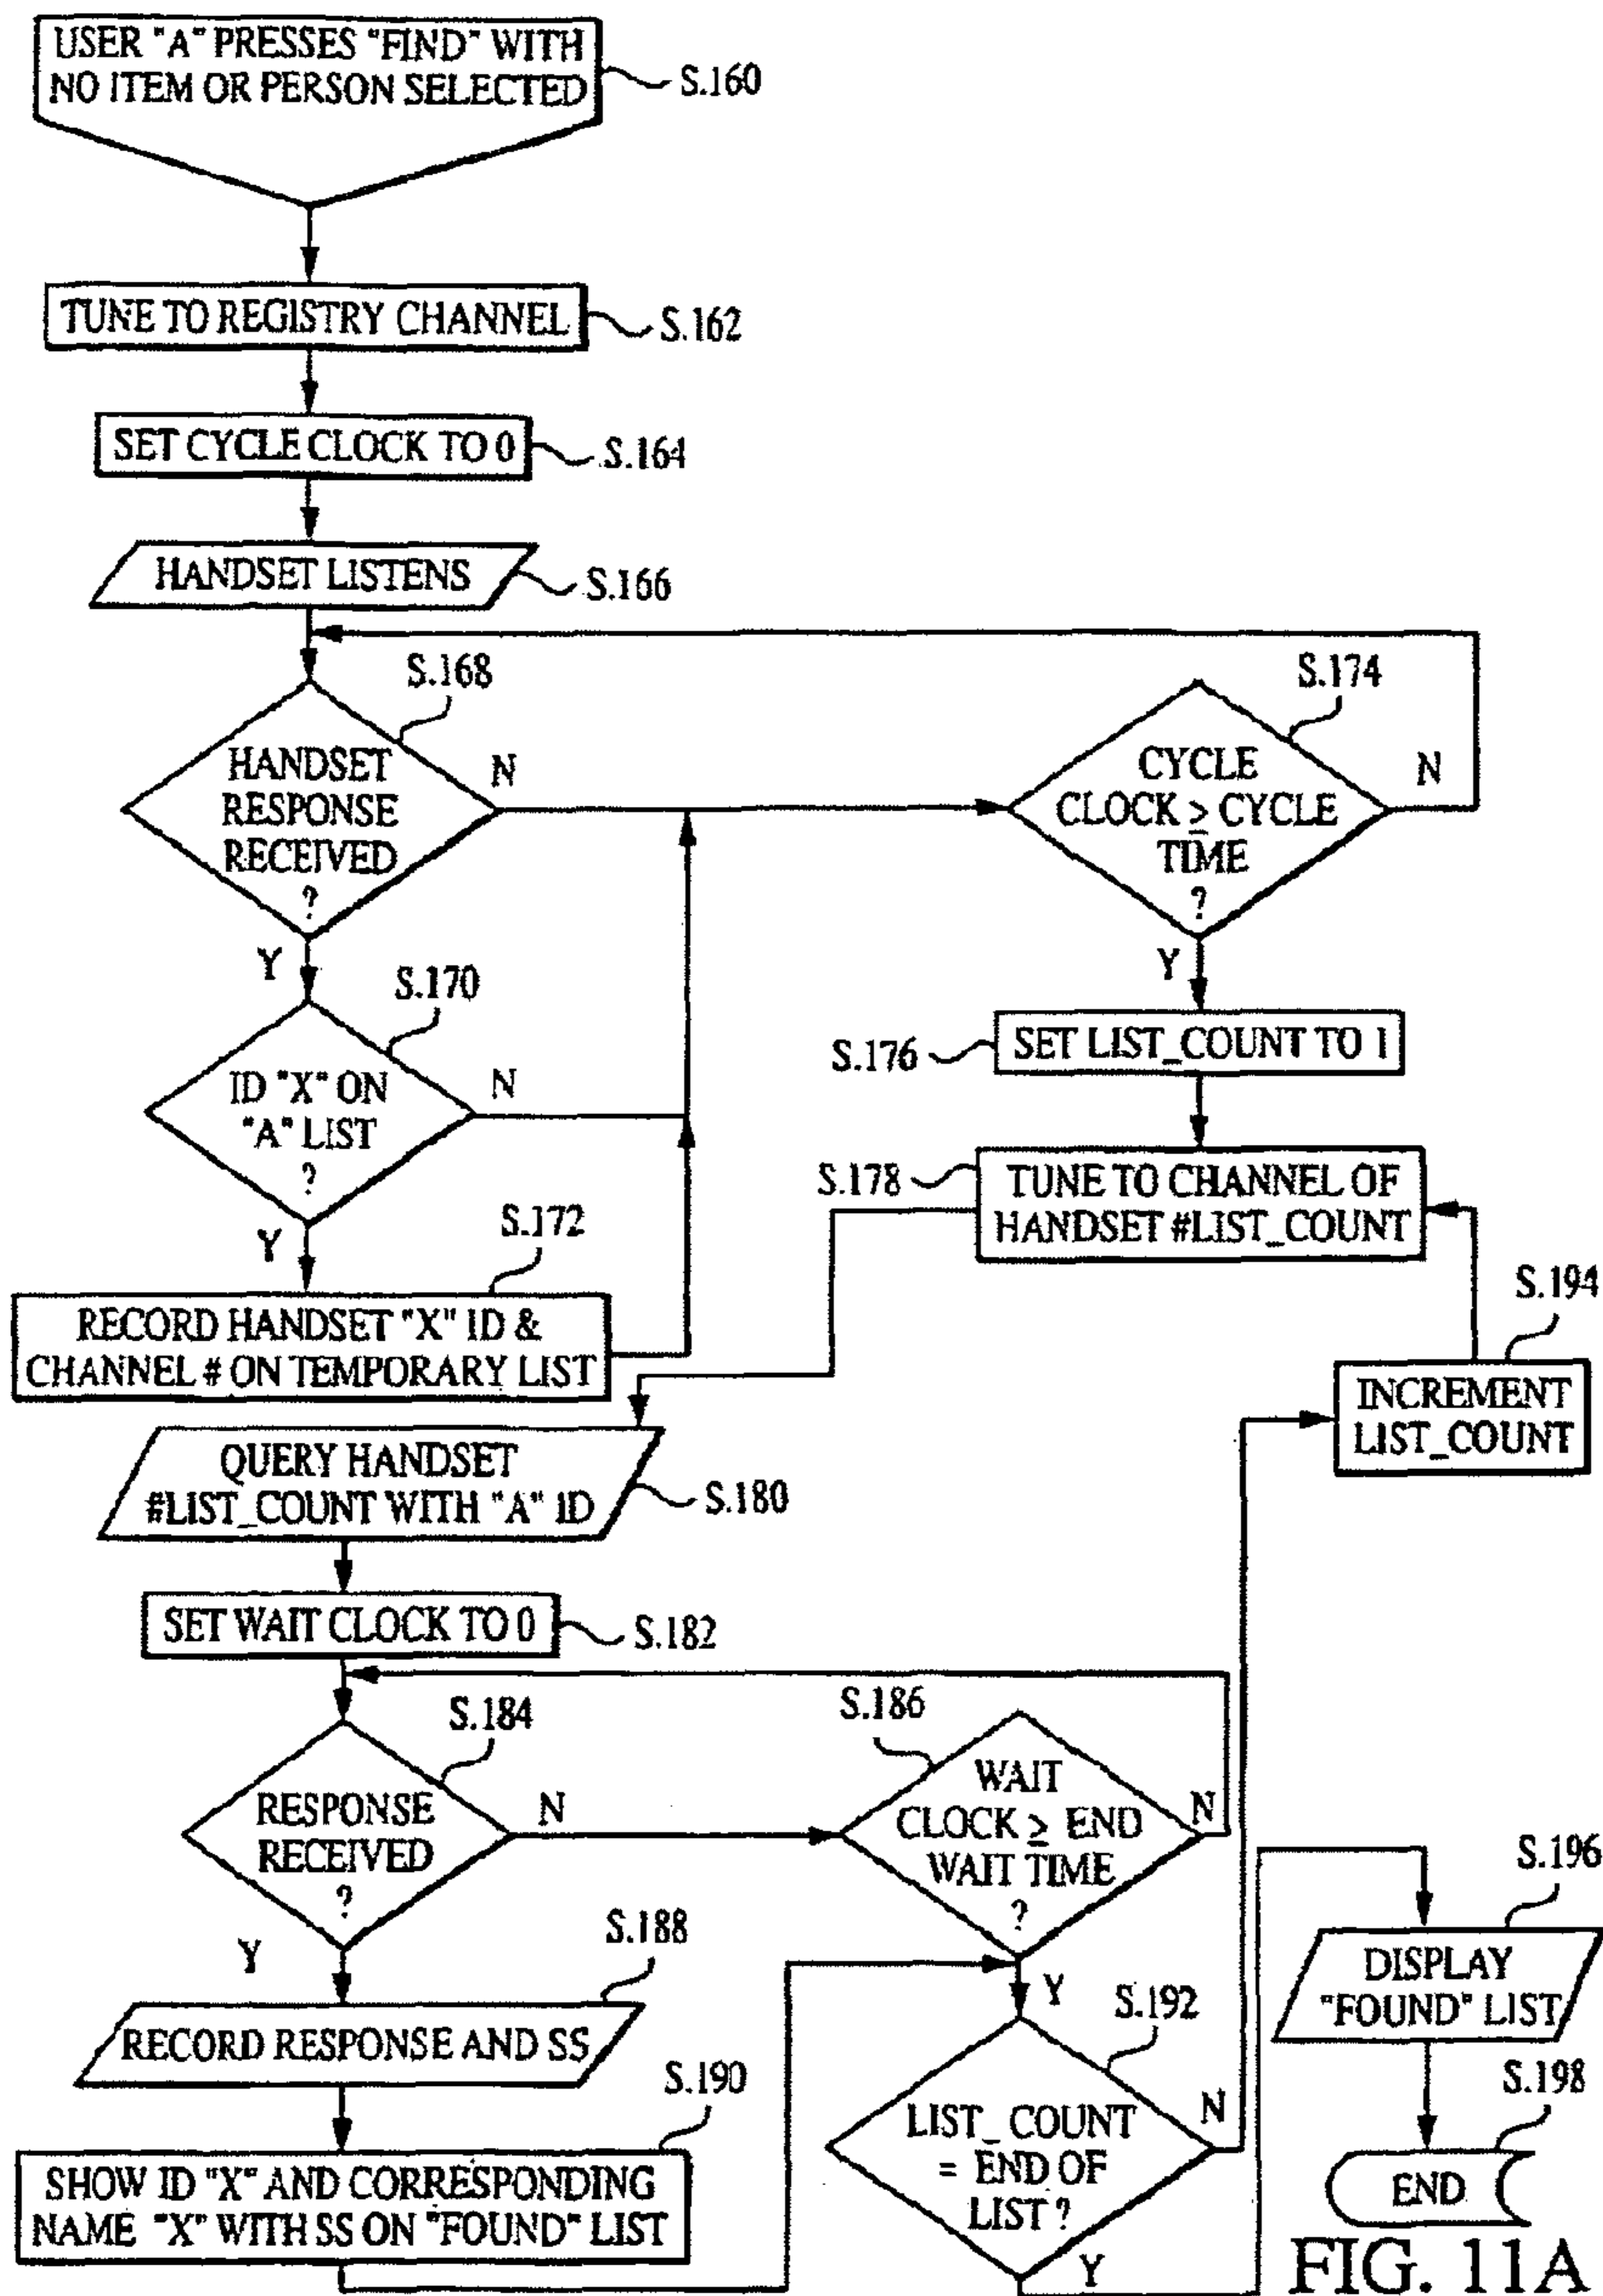 USER "A" PRESSES "FIND" WITH
NO ITEM OR PERSON SELECTED
S.160
TUNE TO REGISTRY CHANNEL
S.162
SET CYCLE CLOCK TO 0
S.164
HANDSET LISTENS
S.166
S.168
HANDSET
RESPONSE
RECEIVED
?
N
Y
S.174
CYCLE
CLOCK ≥ CYCLE
TIME
?
N
Y
S.170
ID "X" ON
"A" LIST
?
N
Y
S.172
RECORD HANDSET "X" ID &
CHANNEL # ON TEMPORARY LIST
S.176
SET LIST_COUNT TO 1
S.178
TUNE TO CHANNEL OF
HANDSET #LIST_COUNT
S.194
INCREMENT
LIST_COUNT
QUERY HANDSET
#LIST_COUNT WITH "A" ID
S.180
SET WAIT CLOCK TO 0
S.182
S.184
RESPONSE
RECEIVED
?
N
Y
S.186
WAIT
CLOCK ≥ END
WAIT TIME
?
N
Y
S.188
RECORD RESPONSE AND SS
S.190
SHOW ID "X" AND CORRESPONDING
NAME "X" WITH SS ON "FOUND" LIST
S.192
LIST_COUNT
= END OF
LIST ?
N
Y
S.196
DISPLAY
"FOUND" LIST
S.198
END
FIG. 11A